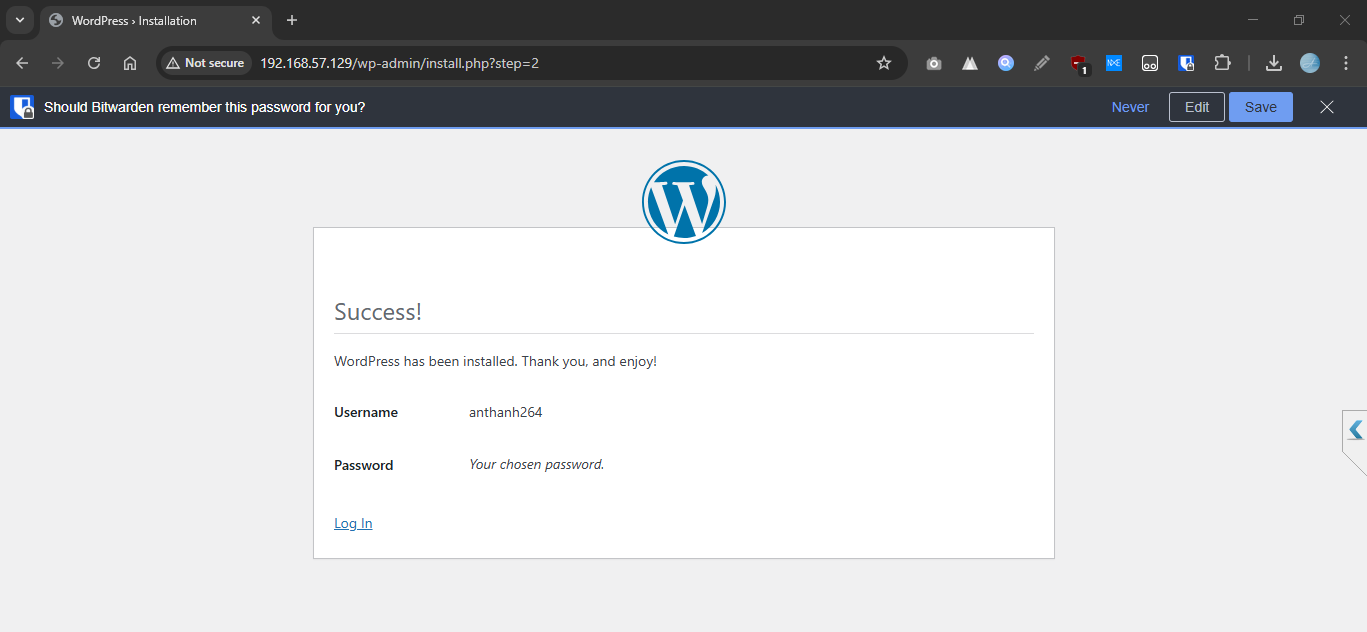 WordPress › Installation
Not secure 192.168.57.129/wp-admin/install.php?step=2
1
Should Bitwarden remember this password for you? Never Edit Save
Success!
WordPress has been installed. Thank you, and enjoy!
Username anthanh264
Password Your chosen password.
Log In